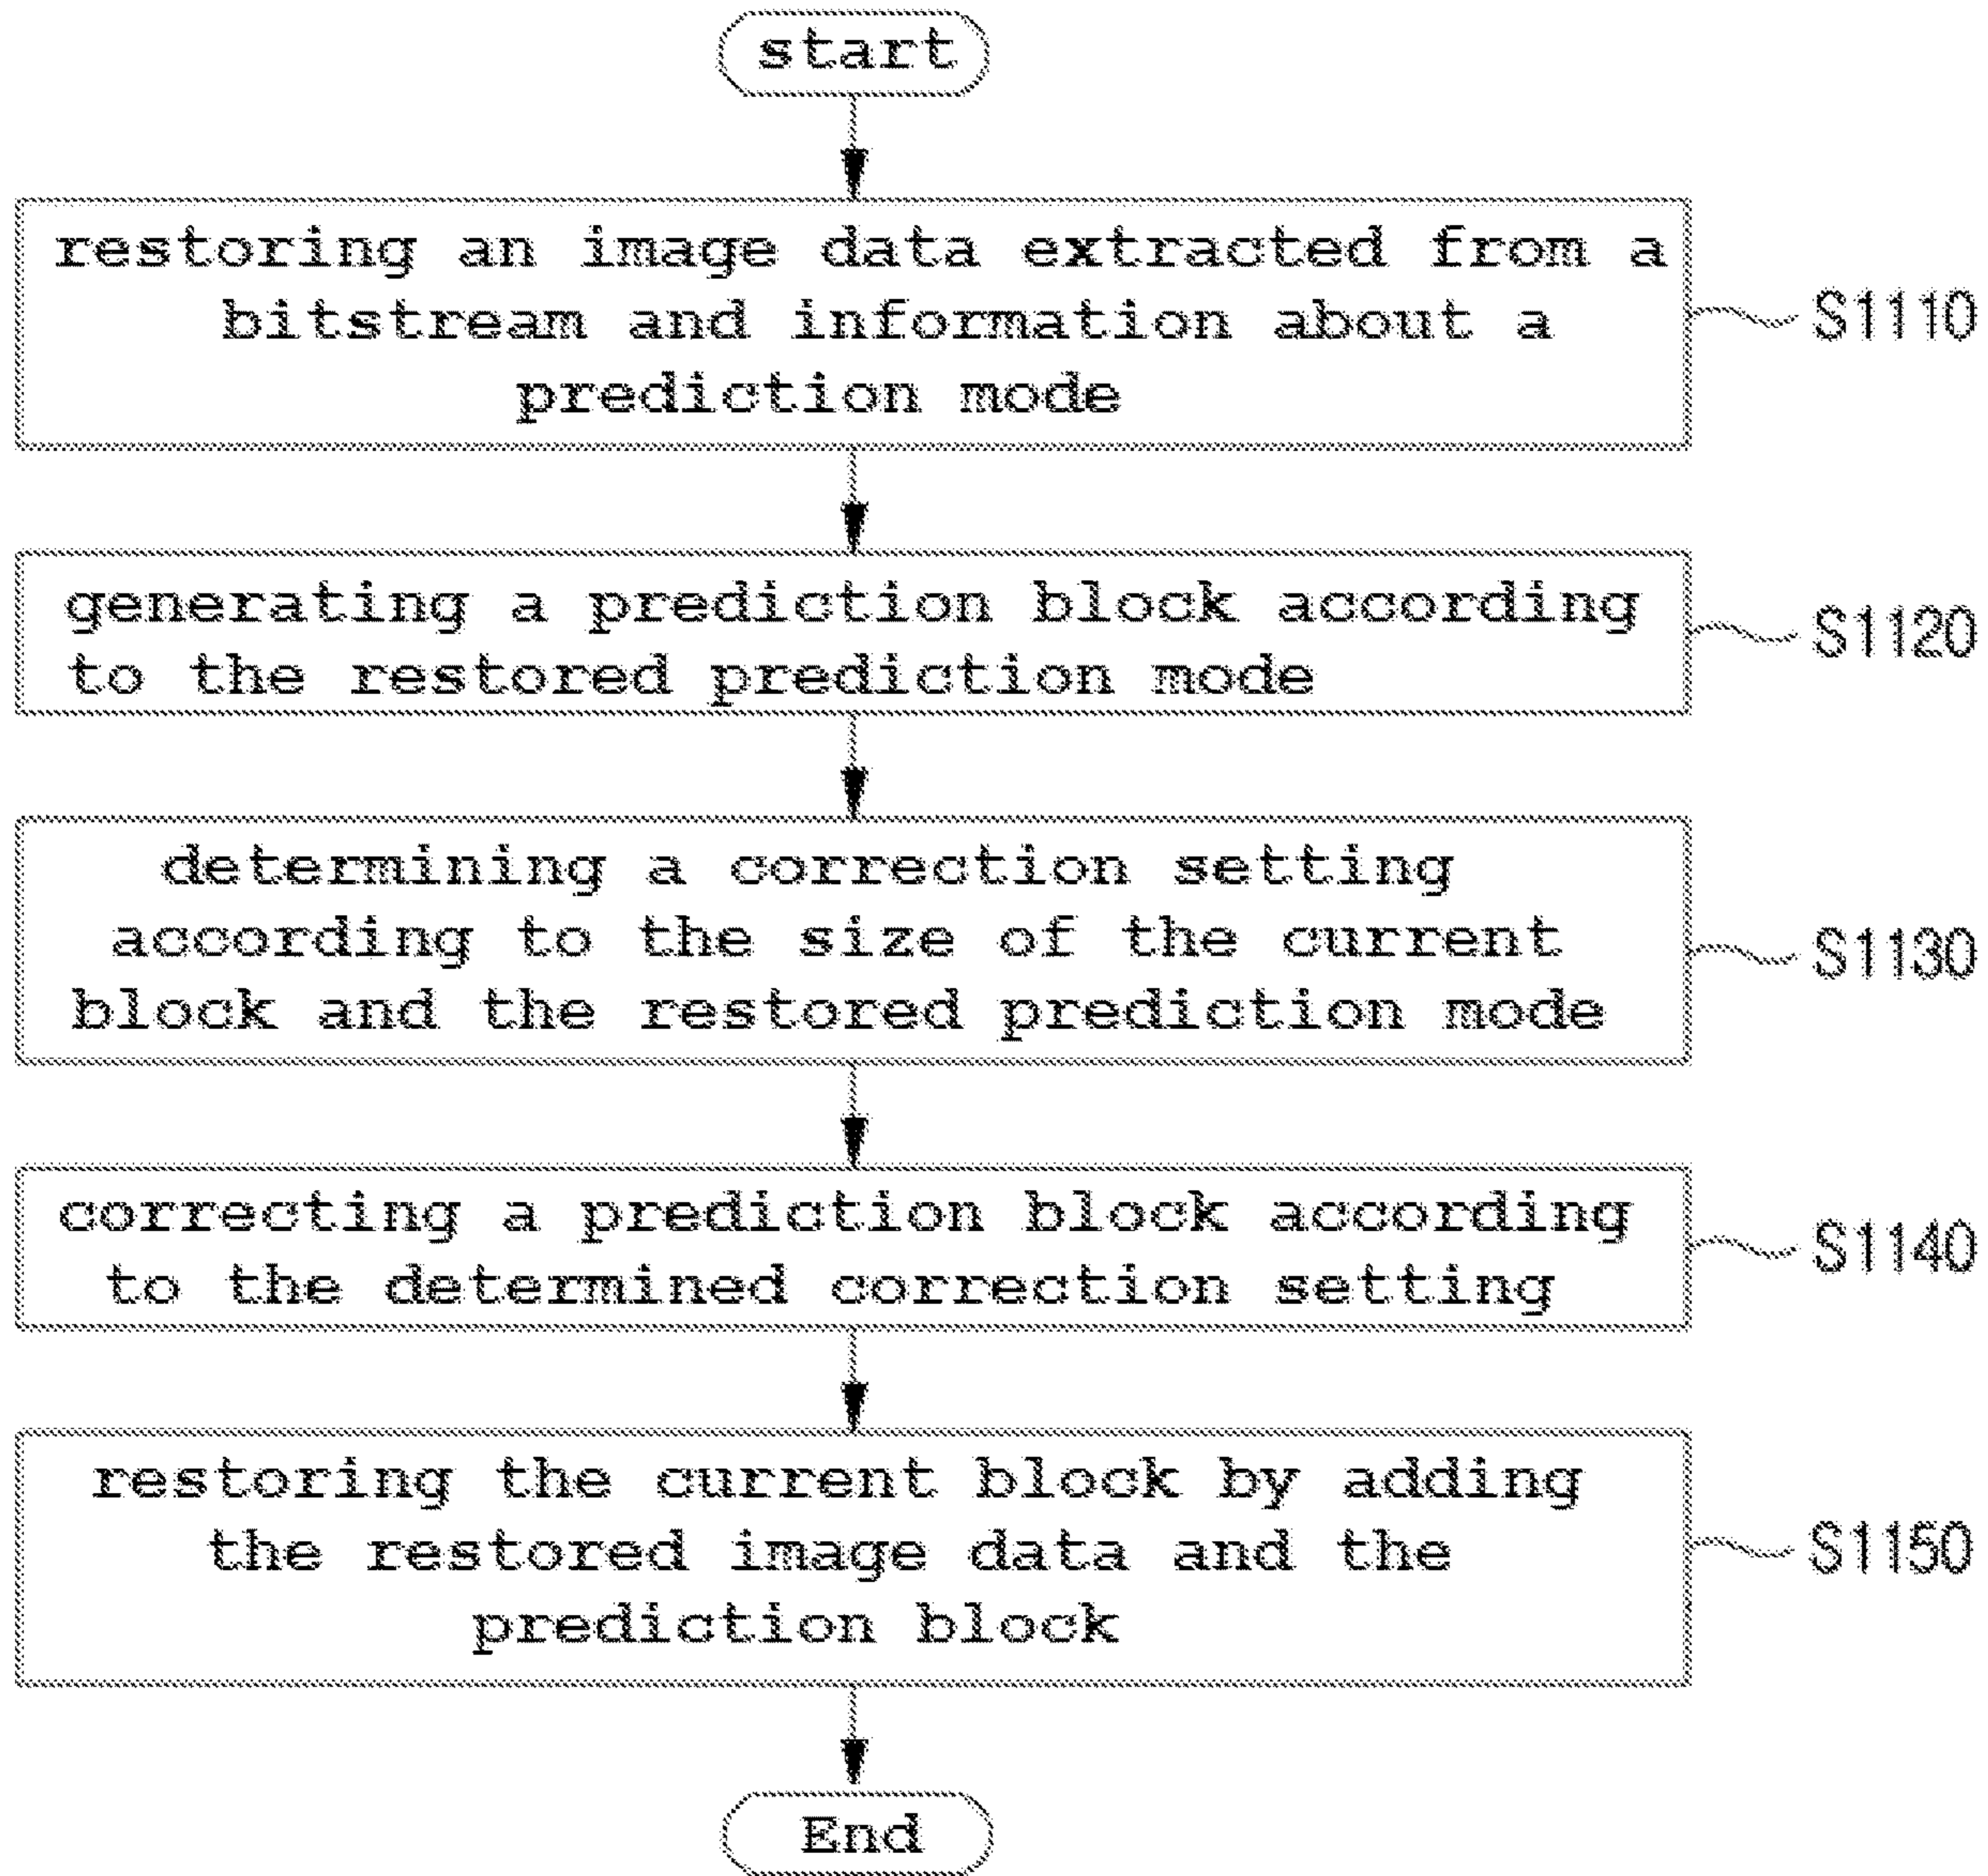 start
restoring an image data extracted from a
bitstream and information about a
prediction mode
S1110
generating a prediction block according
to the restored prediction mode
S1120
determining a correction setting
according to the size of the current
block and the restored prediction mode
S1130
correcting a prediction block according
to the determined correction setting
S1140
restoring the current block by adding
the restored image data and the
prediction block
S1150
End